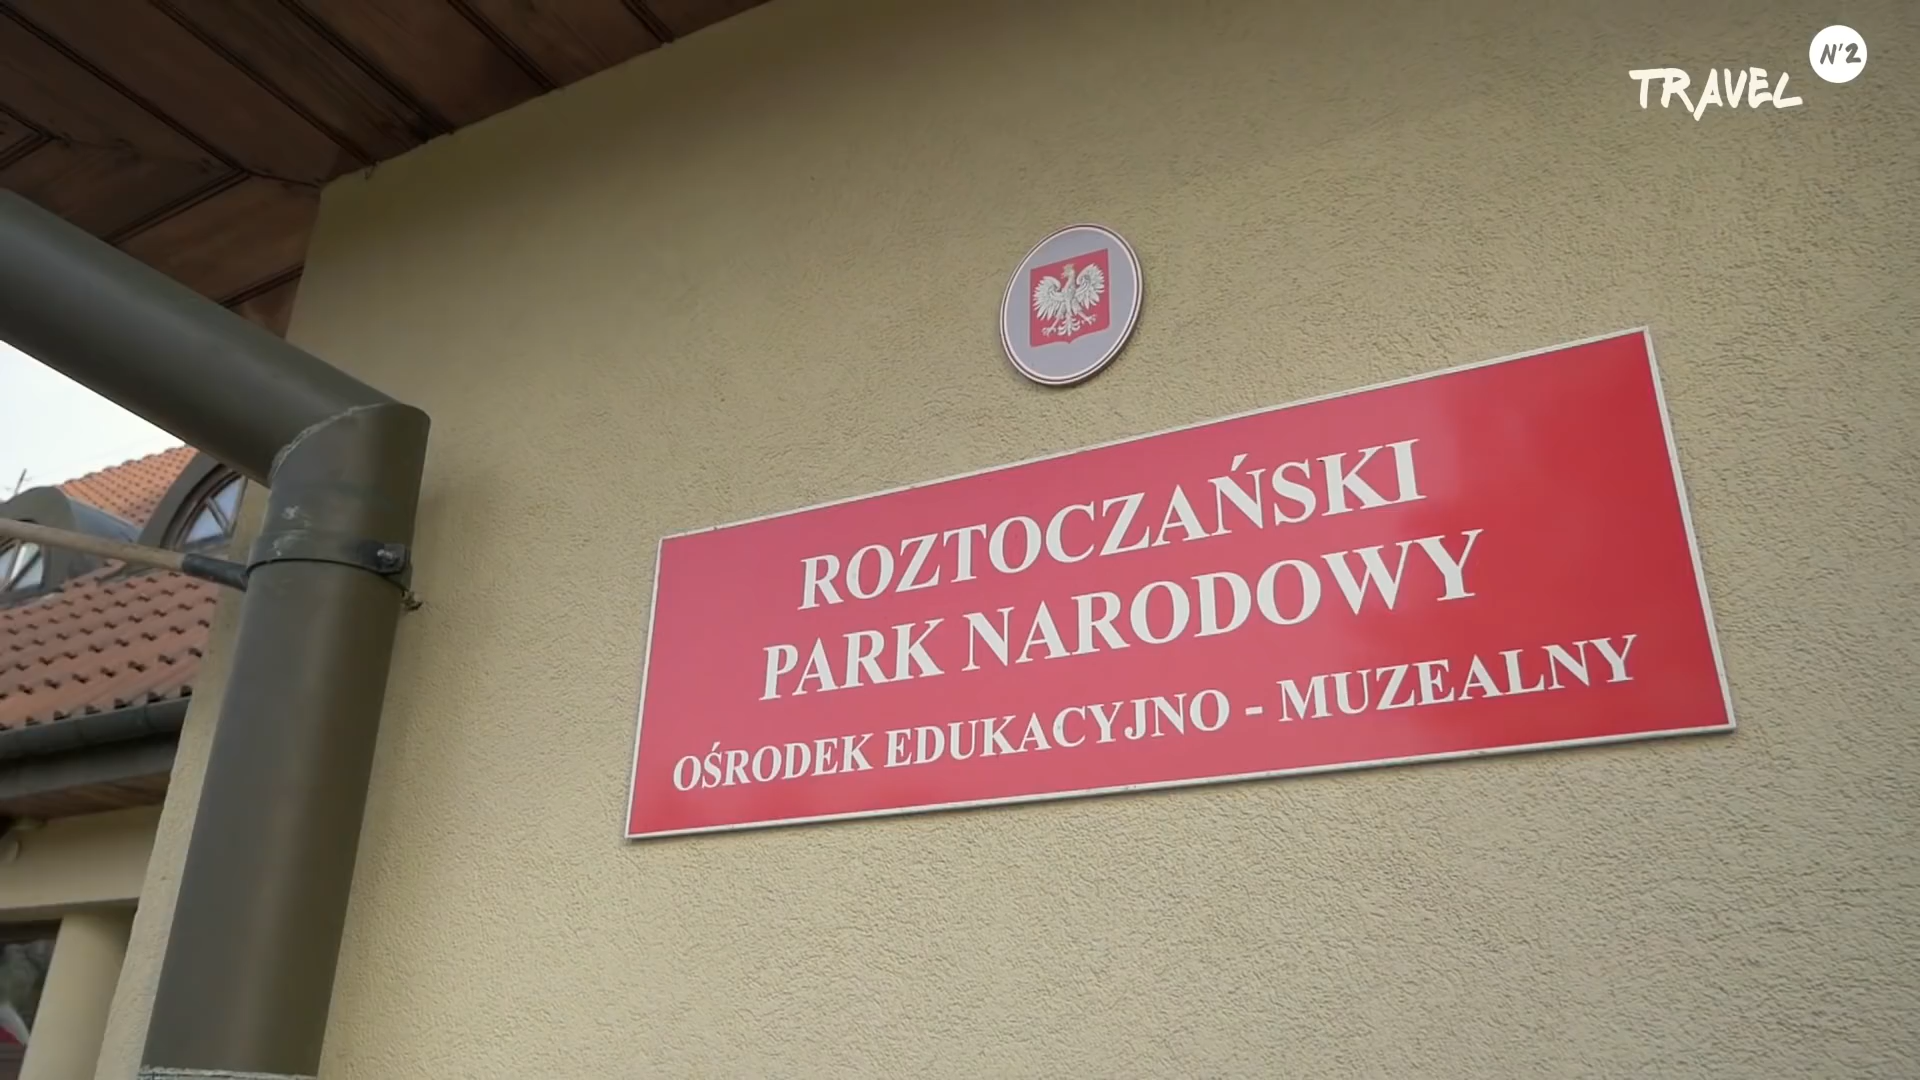 TRAVEL N'2
ROZTOCZAŃSKI
PARK NARODOWY
OŚRODEK EDUKACYJNO - MUZEALNY